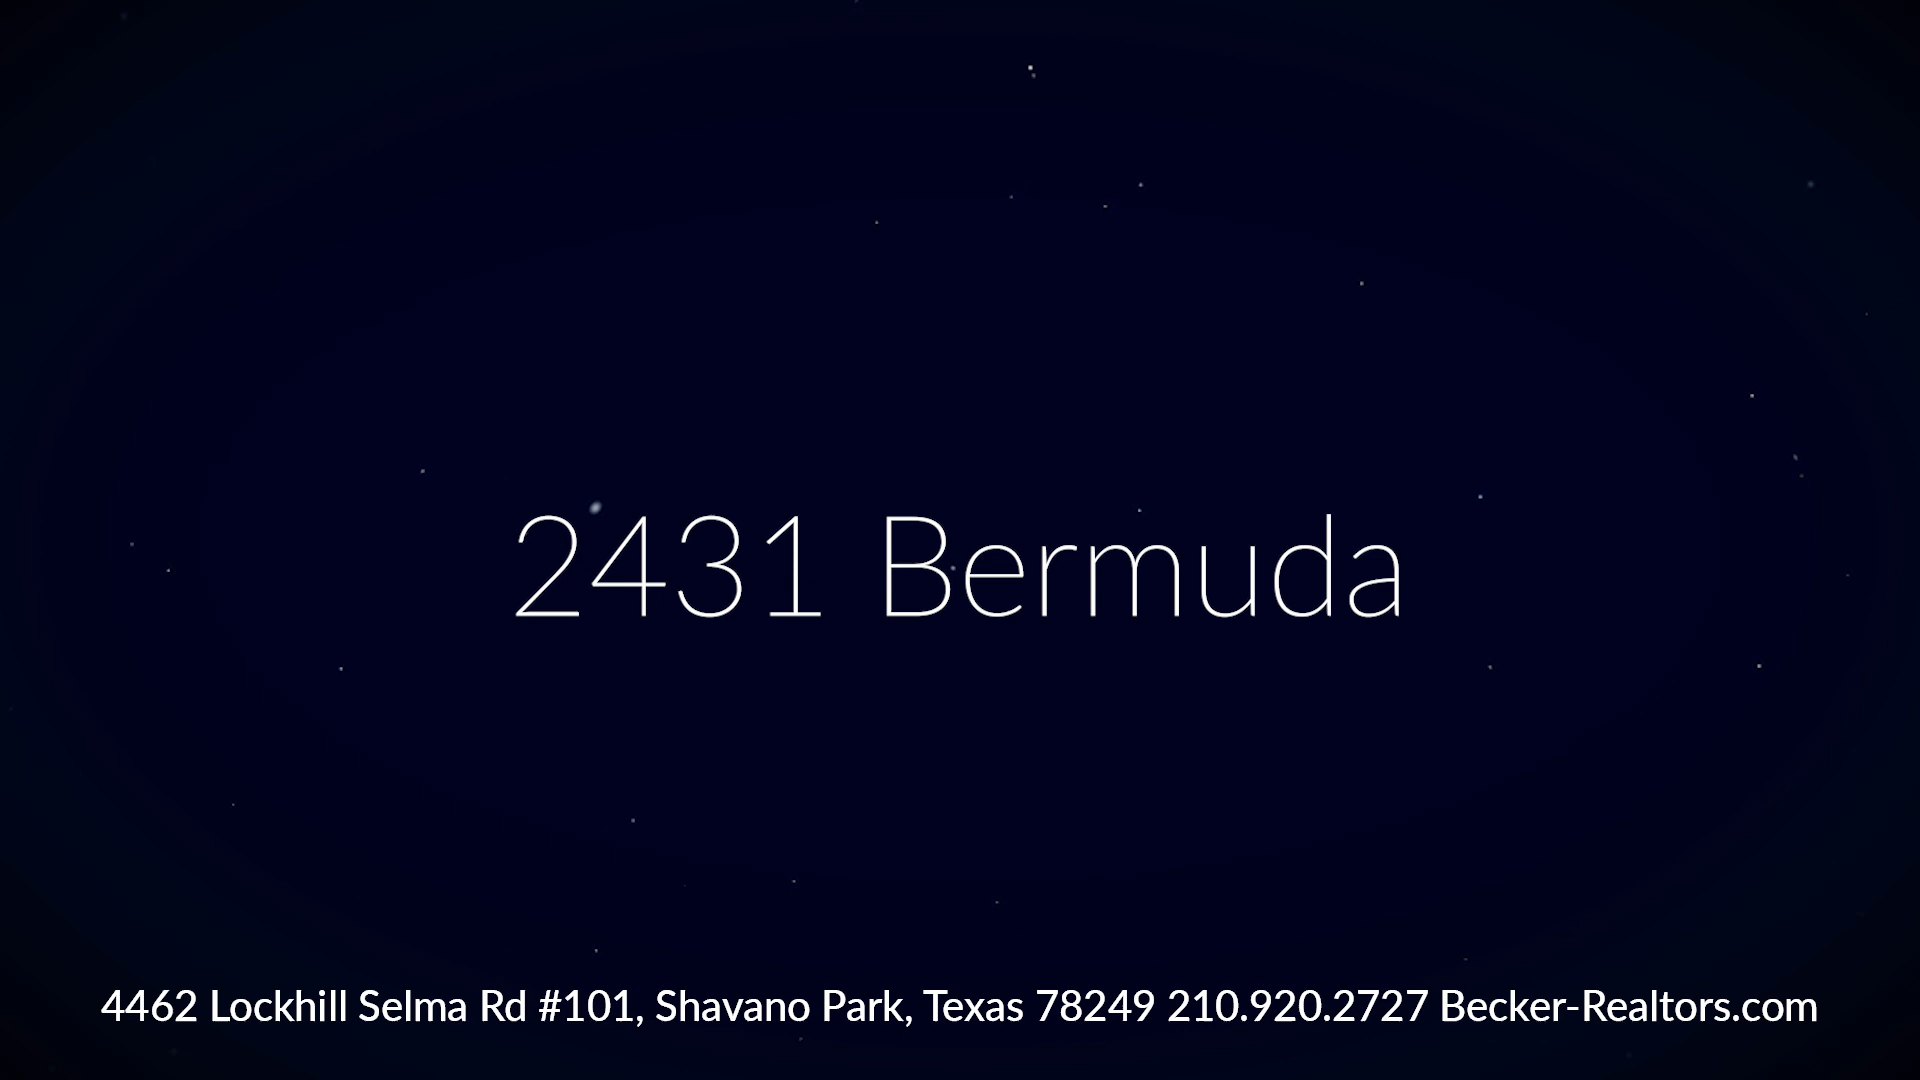 2431 Bermuda
4462 Lockhill Selma Rd #101, Shavano Park, Texas 78249 210.920.2727 Becker-Realtors.com